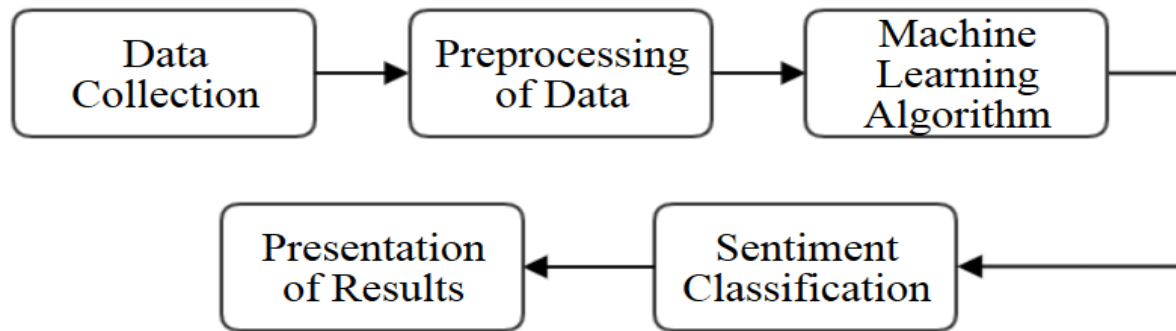 Data
Collection
Preprocessing
of Data
Machine
Learning
Algorithm
Sentiment
Classification
Presentation
of Results